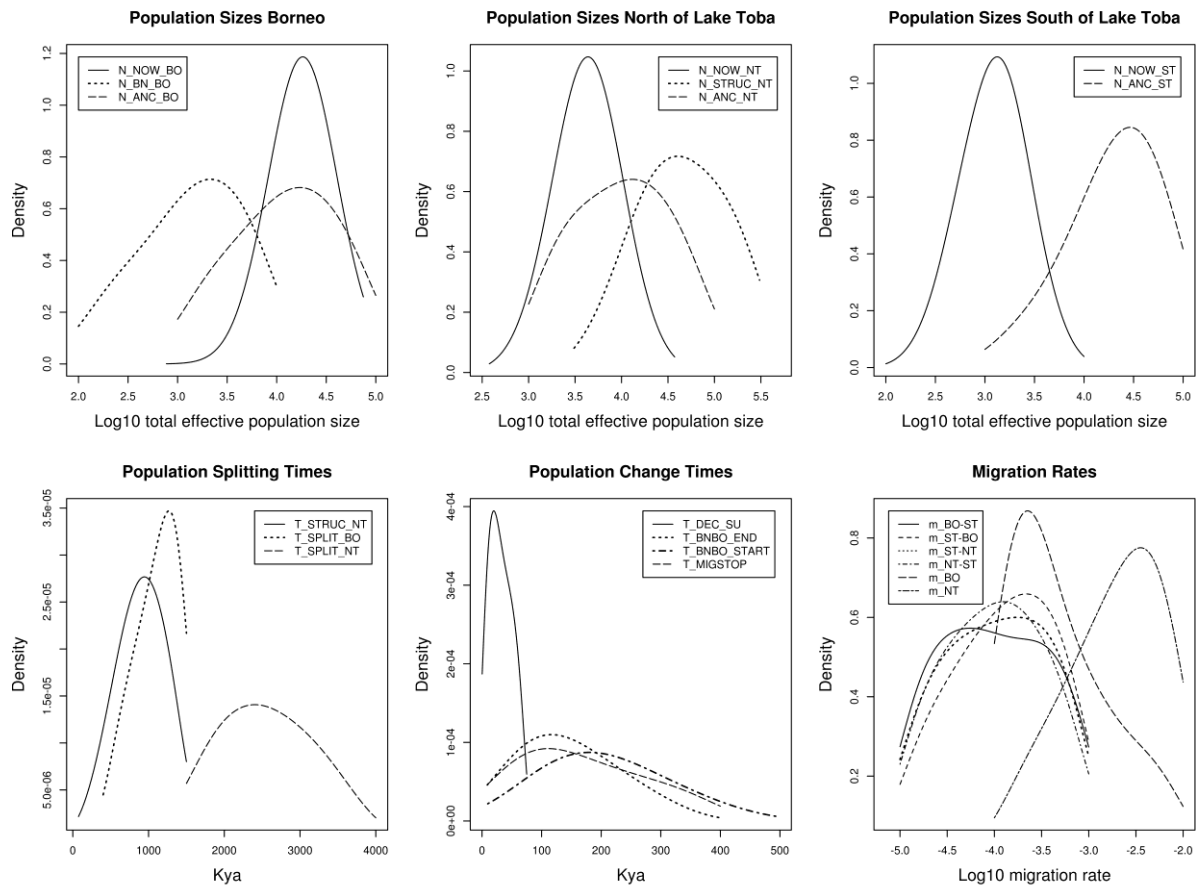 Population Sizes Borneo
Density
0.0 0.2 0.4 0.6 0.8 1.0 1.2
N_NOW_BO
N_BN_BO
N_ANC_BO
2.0 2.5 3.0 3.5 4.0 4.5 5.0
Log10 total effective population size
Population Sizes North of Lake Toba
Density
0.0 0.2 0.4 0.6 0.8 1.0
N_NOW_NT
N_STRUC_NT
N_ANC_NT
2.5 3.0 3.5 4.0 4.5 5.0 5.5
Log10 total effective population size
Population Sizes South of Lake Toba
Density
0.0 0.2 0.4 0.6 0.8 1.0
N_NOW_ST
N_ANC_ST
2.0 2.5 3.0 3.5 4.0 4.5 5.0
Log10 total effective population size
Population Splitting Times
Density
5.0e-06 1.5e-05 2.5e-05 3.5e-05
T_STRUC_NT
T_SPLIT_BO
T_SPLIT_NT
0 1000 2000 3000 4000
Kya
Population Change Times
Density
0e+00 1e-04 2e-04 3e-04 4e-04
T_DEC_SU
T_BNBO_END
T_BNBO_START
T_MIGSTOP
0 100 200 300 400 500
Kya
Migration Rates
Density
0.2 0.4 0.6 0.8
m_BO-ST
m_ST-BO
m_ST-NT
m_NT-ST
m_BO
m_NT
-5.0 -4.5 -4.0 -3.5 -3.0 -2.5 -2.0
Log10 migration rate